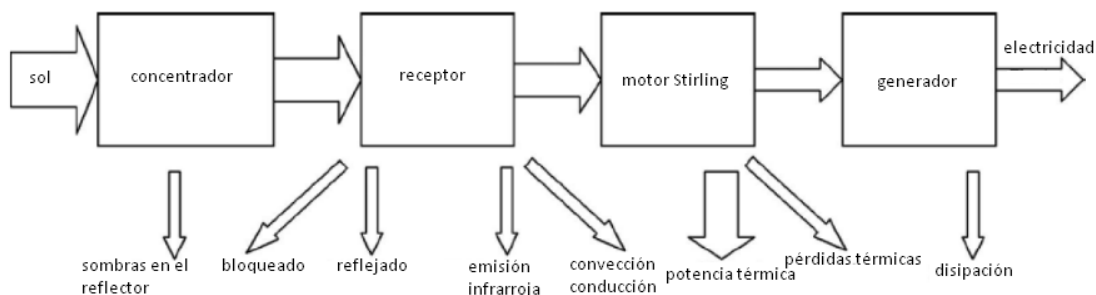 sol
concentrador
receptor
motor Stirling
generador
electricidad
sombras en el
reflector
bloqueado
reflejado
emisión
infrarroja
convección
conducción
potencia térmica
pérdidas térmicas
disipación